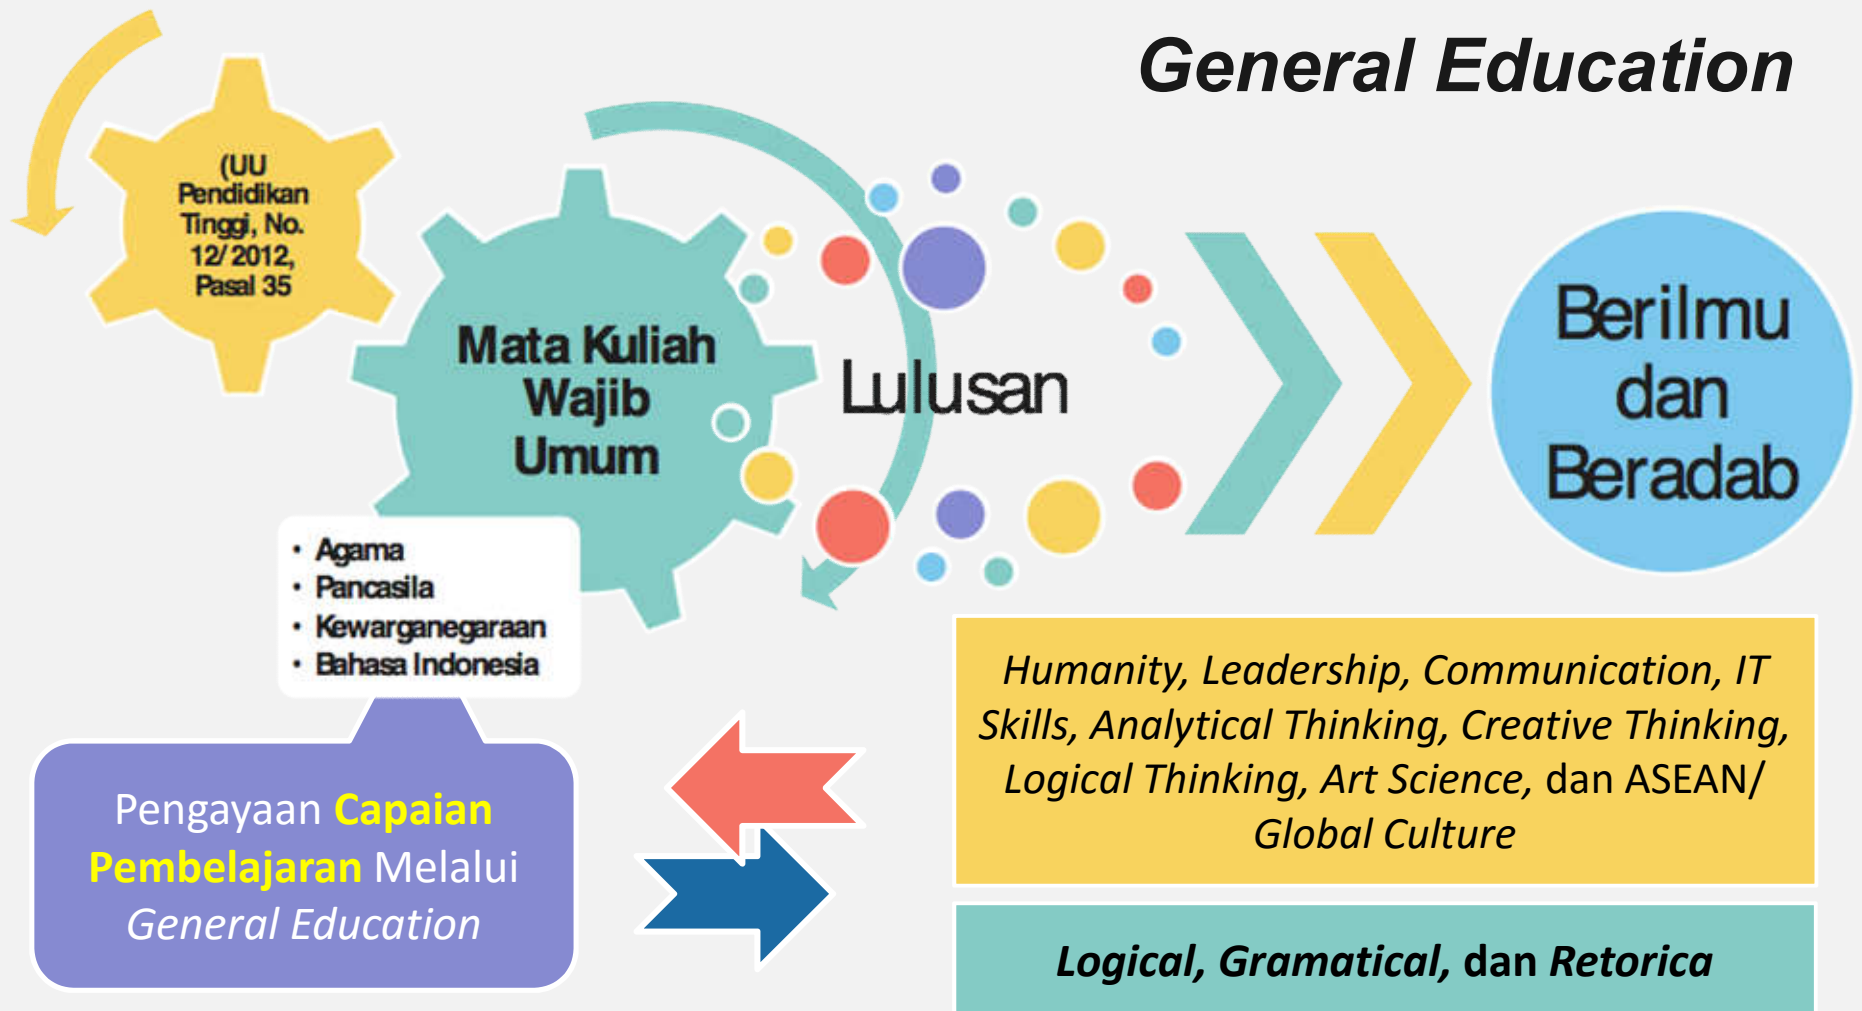 General Education
(UU
Pendidikan
Tinggi, No.
12/ 2012,
Pasal 35
Mata Kuliah
Wajib
Umum
Lulusan
Berilmu
dan
Beradab
• Agama
• Pancasila
• Kewarganegaraan
• Bahasa Indonesia
Pengayaan Capaian
Pembelajaran Melalui
General Education
Humanity, Leadership, Communication, IT
Skills, Analytical Thinking, Creative Thinking,
Logical Thinking, Art Science, dan ASEAN/
Global Culture
Logical, Gramatical, dan Retorica